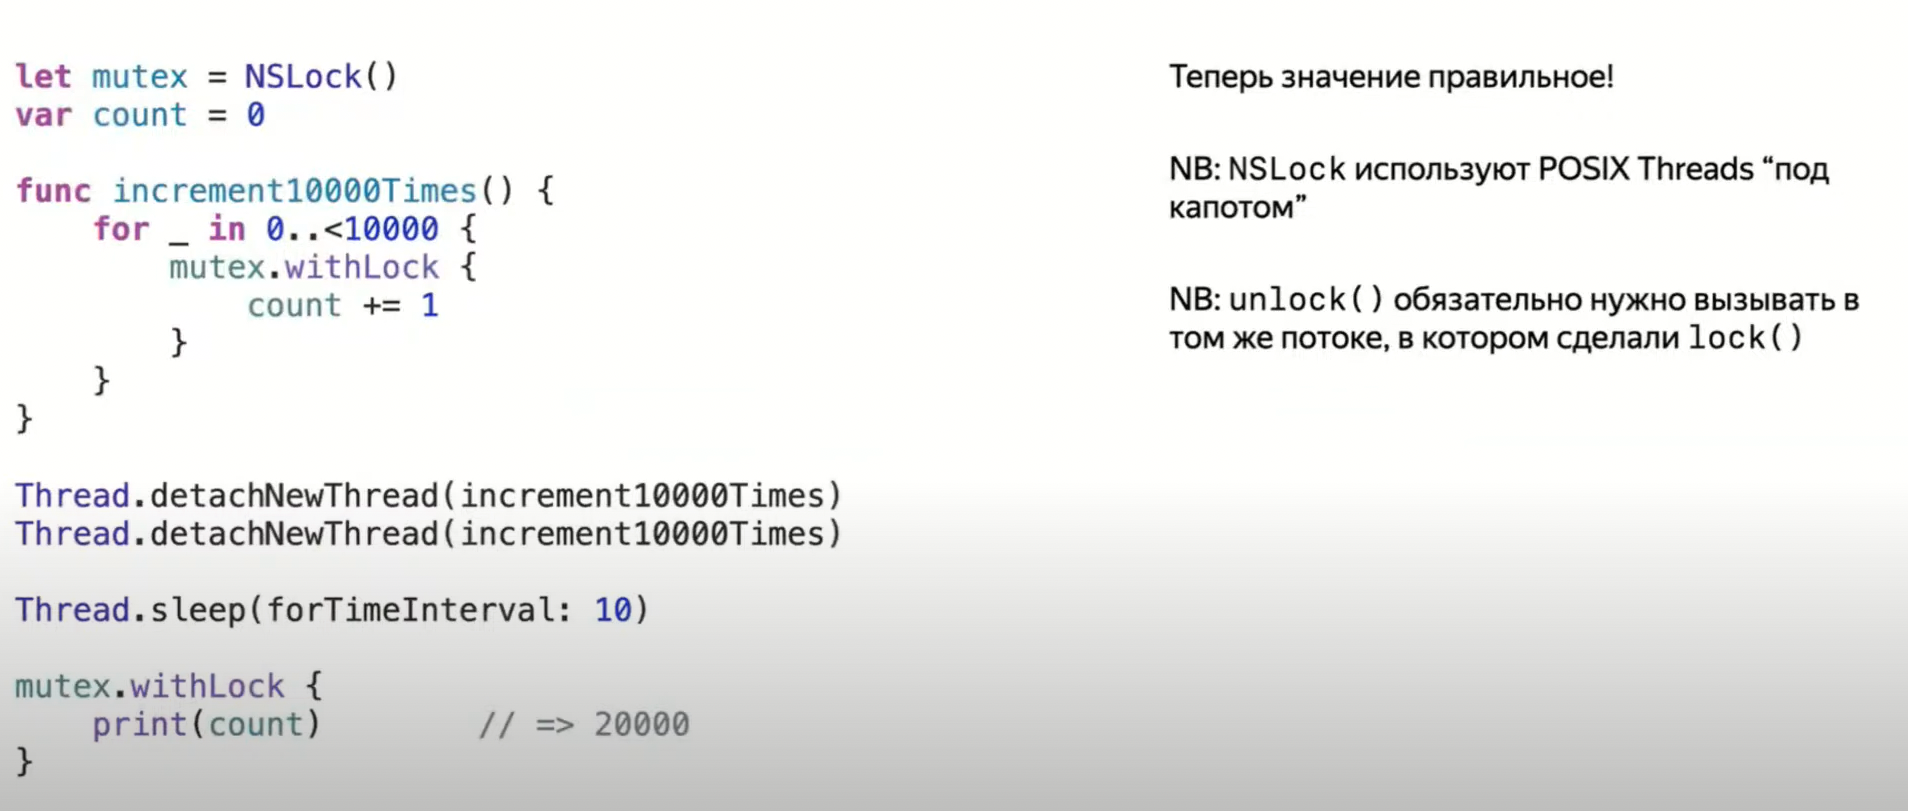 let mutex = NSLock()
var count = 0
func increment10000Times() {
    for _ in 0..<10000 {
        mutex.withLock {
            count += 1
        }
    }
}
Thread.detachNewThread(increment10000Times)
Thread.detachNewThread(increment10000Times)
Thread.sleep(forTimeInterval: 10)
mutex.withLock {
    print(count)        // => 20000
}
Теперь значение правильное!
NB: NSLock используют POSIX Threads “под
капотом”
NB: unlock() обязательно нужно вызывать в
том же потоке, в котором сделали lock()